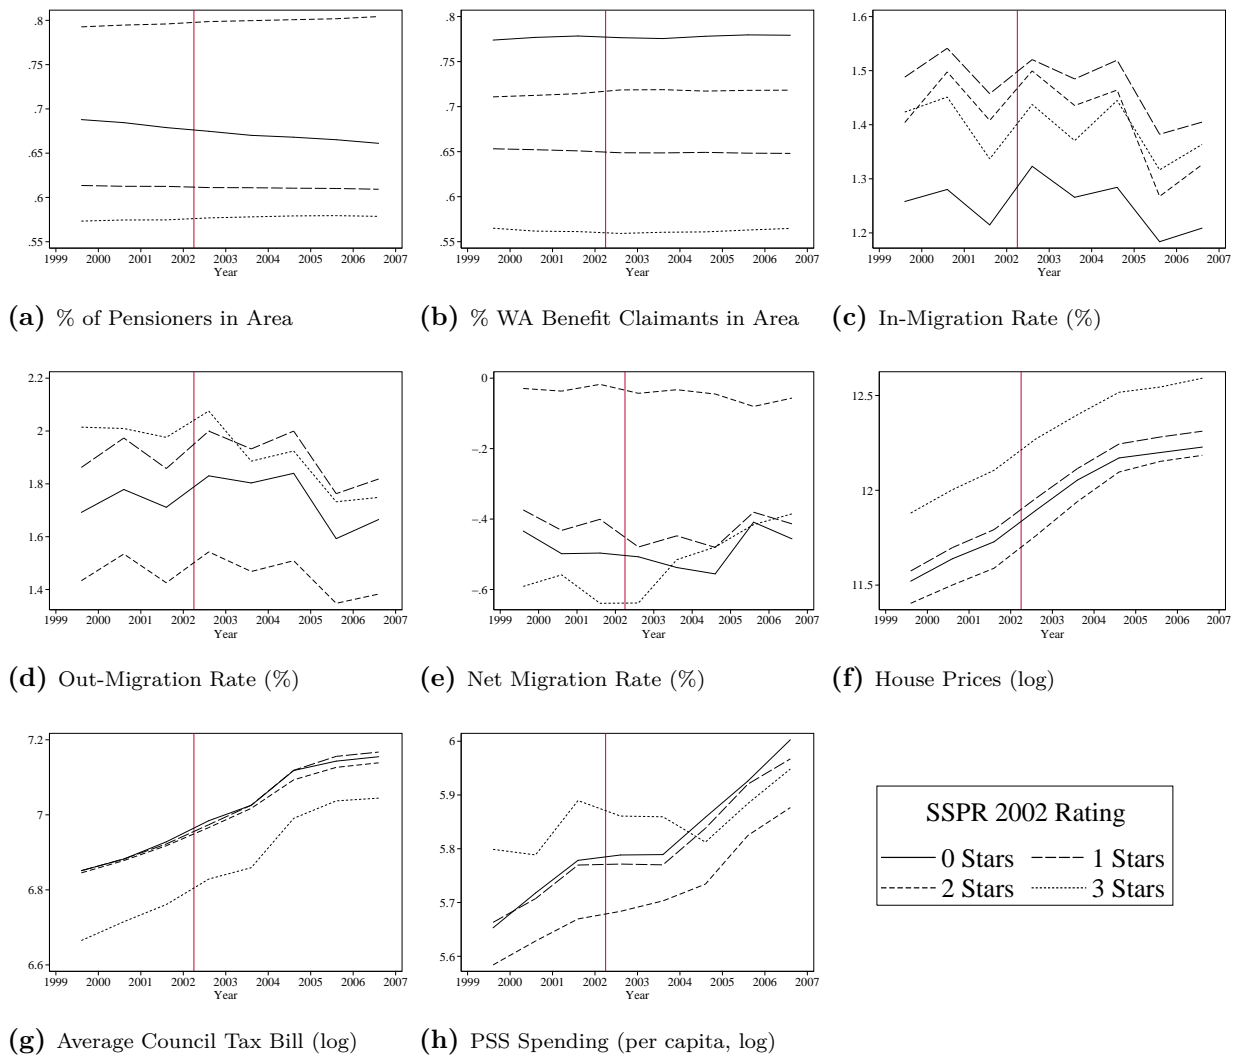 .8
.75
.7
.65
.6
.55
1999 2000 2001 2002 2003 2004 2005 2006 2007
Year
(a) % of Pensioners in Area
.8
.75
.7
.65
.6
.55
1999 2000 2001 2002 2003 2004 2005 2006 2007
Year
(b) % WA Benefit Claimants in Area
1.6
1.5
1.4
1.3
1.2
1999 2000 2001 2002 2003 2004 2005 2006 2007
Year
(c) In-Migration Rate (%)
2.2
2
1.8
1.6
1.4
1999 2000 2001 2002 2003 2004 2005 2006 2007
Year
(d) Out-Migration Rate (%)
0
−.2
−.4
−.6
1999 2000 2001 2002 2003 2004 2005 2006 2007
Year
(e) Net Migration Rate (%)
12.5
12
11.5
1999 2000 2001 2002 2003 2004 2005 2006 2007
Year
(f) House Prices (log)
7.2
7
6.8
6.6
1999 2000 2001 2002 2003 2004 2005 2006 2007
Year
(g) Average Council Tax Bill (log)
6
5.9
5.8
5.7
5.6
1999 2000 2001 2002 2003 2004 2005 2006 2007
Year
(h) PSS Spending (per capita, log)
SSPR 2002 Rating
0 Stars 1 Stars
2 Stars 3 Stars